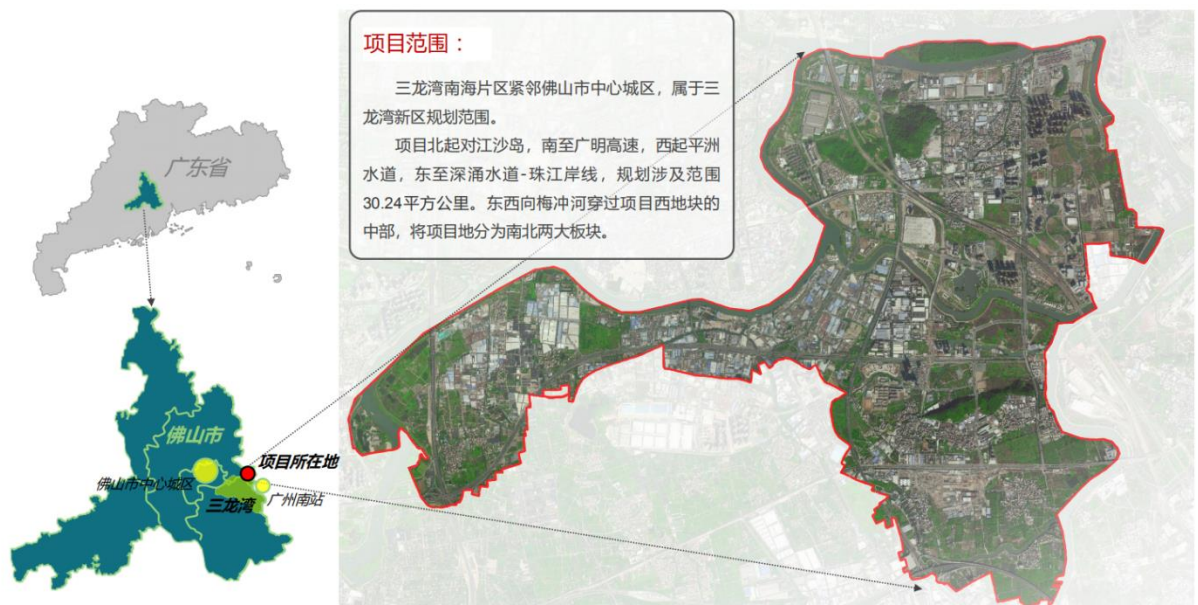 项目范围：
三龙湾南海片区紧邻佛山市中心城区，属于三
龙湾新区规划范围。
项目北起对江沙岛，南至广明高速，西起平洲
水道，东至深涌水道-珠江岸线，规划涉及范围
30.24平方公里。东西向梅冲河穿过项目西地块的
中部，将项目地分为南北两大板块。
广东省
佛山市
项目所在地
佛山市中心城区
三龙湾
广州南站